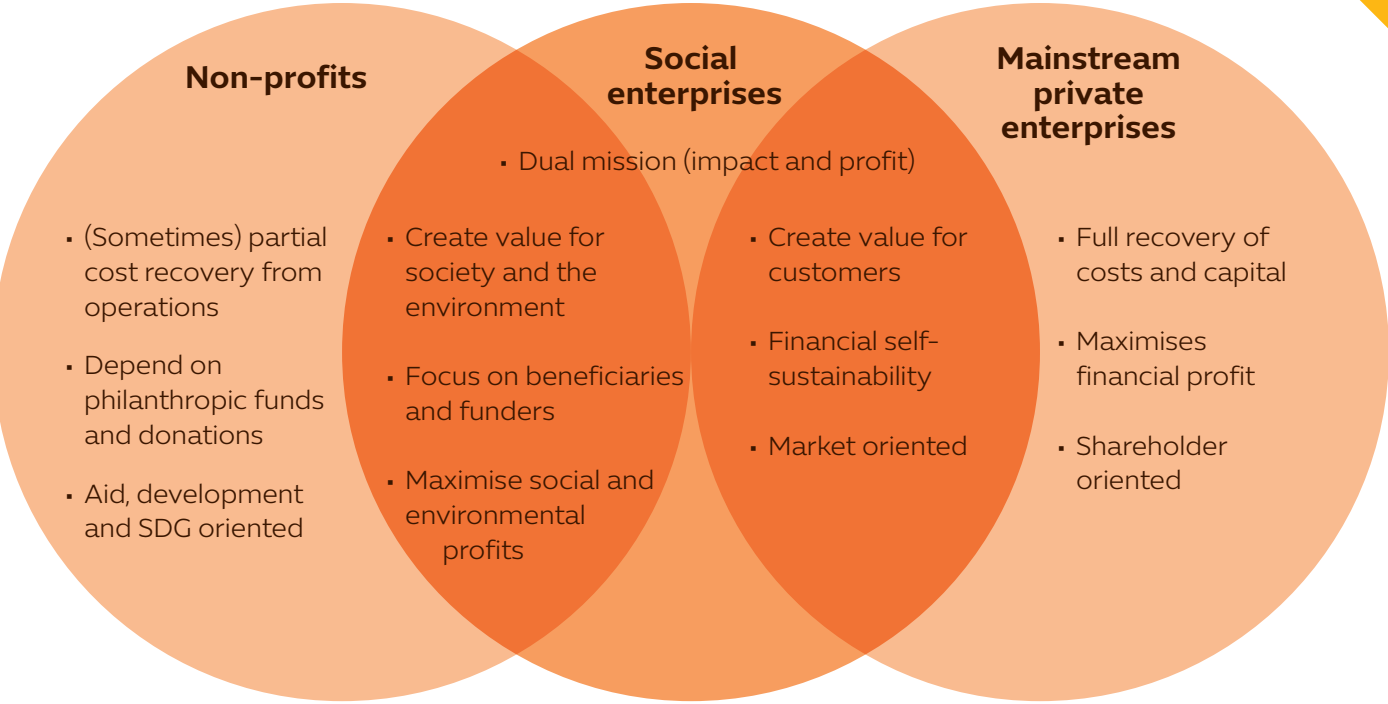 Non-profits
Social
enterprises
Mainstream
private
enterprises
▪ Dual mission (impact and profit)
▪ (Sometimes) partial
cost recovery from
operations
▪ Depend on
philanthropic funds
and donations
▪ Aid, development
and SDG oriented
▪ Create value for
society and the
environment
▪ Focus on beneficiaries
and funders
▪ Maximise social and
environmental
profits
▪ Create value for
customers
▪ Financial self-
sustainability
▪ Market oriented
▪ Full recovery of
costs and capital
▪ Maximises
financial profit
▪ Shareholder
oriented